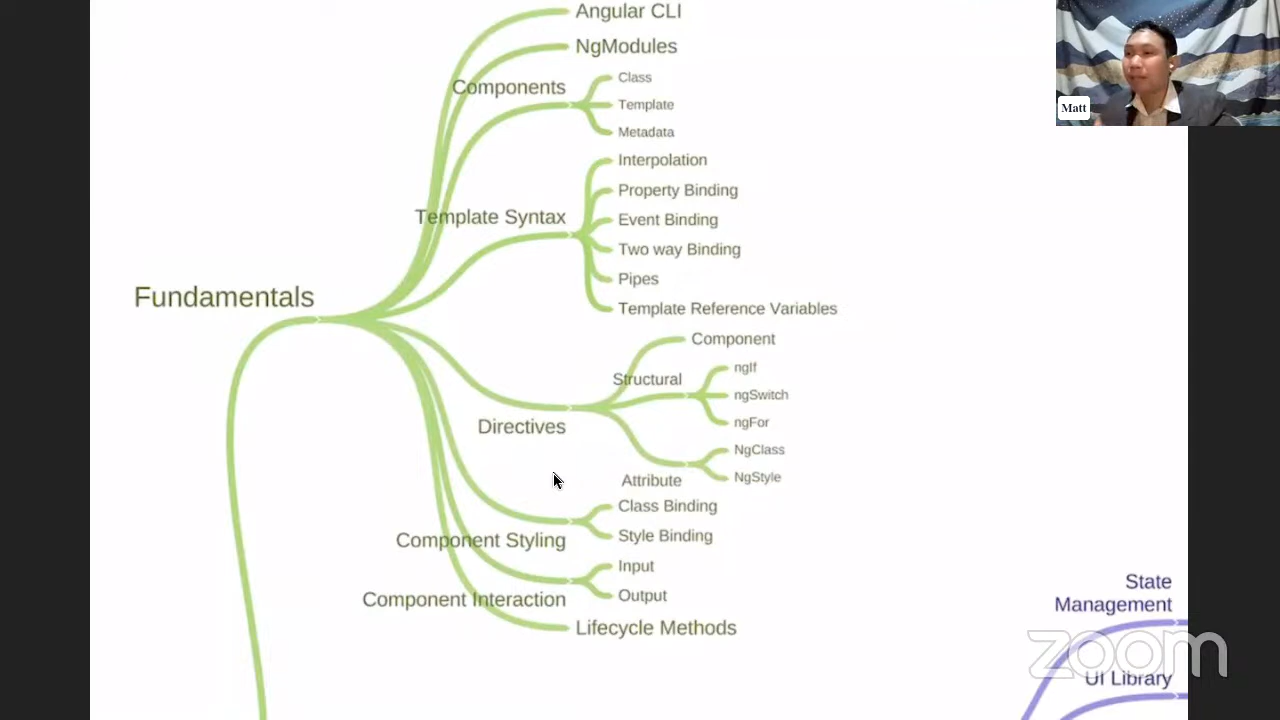 Angular CLI
NgModules
Components
Class
Template
Metadata
Template Syntax
Interpolation
Property Binding
Event Binding
Two way Binding
Pipes
Template Reference Variables
Fundamentals
Directives
Component
Structural
ngIf
ngSwitch
ngFor
Attribute
NgClass
NgStyle
Component Styling
Class Binding
Style Binding
Component Interaction
Input
Output
Lifecycle Methods
State
Management
UI Library
zoom
Matt